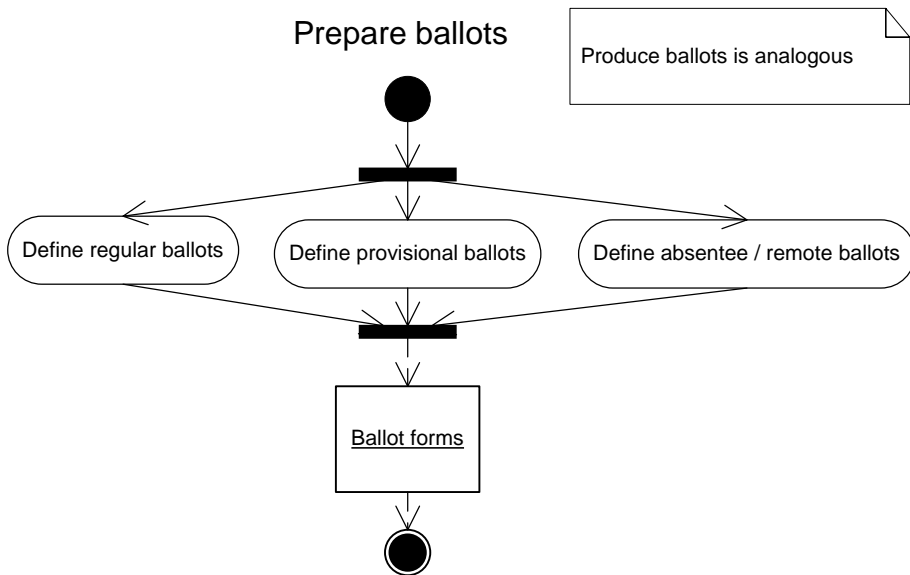 Prepare ballots
Produce ballots is analogous
Define regular ballots
Define provisional ballots
Define absentee / remote ballots
Ballot forms